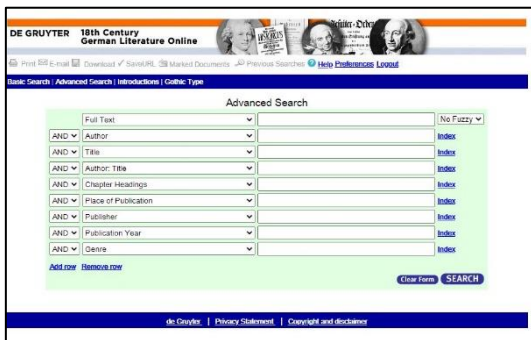 DE GRUYTER 18th Century
German Literature Online
Print E-mail Download SaveURL Marked Documents Previous Searches Help Preferences Logout
Basic Search | Advanced Search | Introductions | Gothic Type
Advanced Search
Full Text No Fuzzy
AND Author Index
AND Title Index
AND Author: Title Index
AND Chapter Headings Index
AND Place of Publication Index
AND Publisher Index
AND Publication Year Index
AND Genre Index
Add row Remove row
Clear Form SEARCH
de Gruyter | Privacy Statement | Copyright and disclaimer